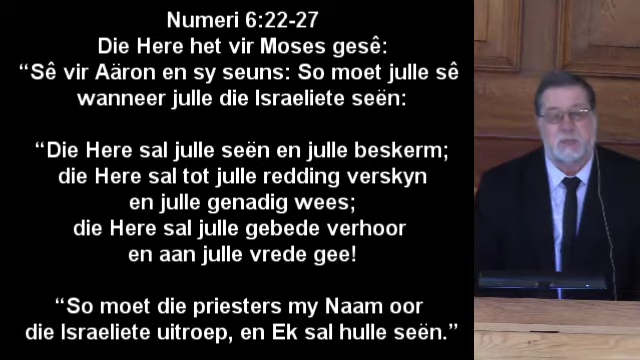 Numeri 6:22-27
Die Here het vir Moses gesê:
“Sê vir Aäron en sy seuns: So moet julle sê
wanneer julle die Israeliete seën:
“Die Here sal julle seën en julle beskerm;
die Here sal tot julle redding verskyn
en julle genadig wees;
die Here sal julle gebede verhoor
en aan julle vrede gee!
“So moet die priesters my Naam oor
die Israeliete uitroep, en Ek sal hulle seën.”